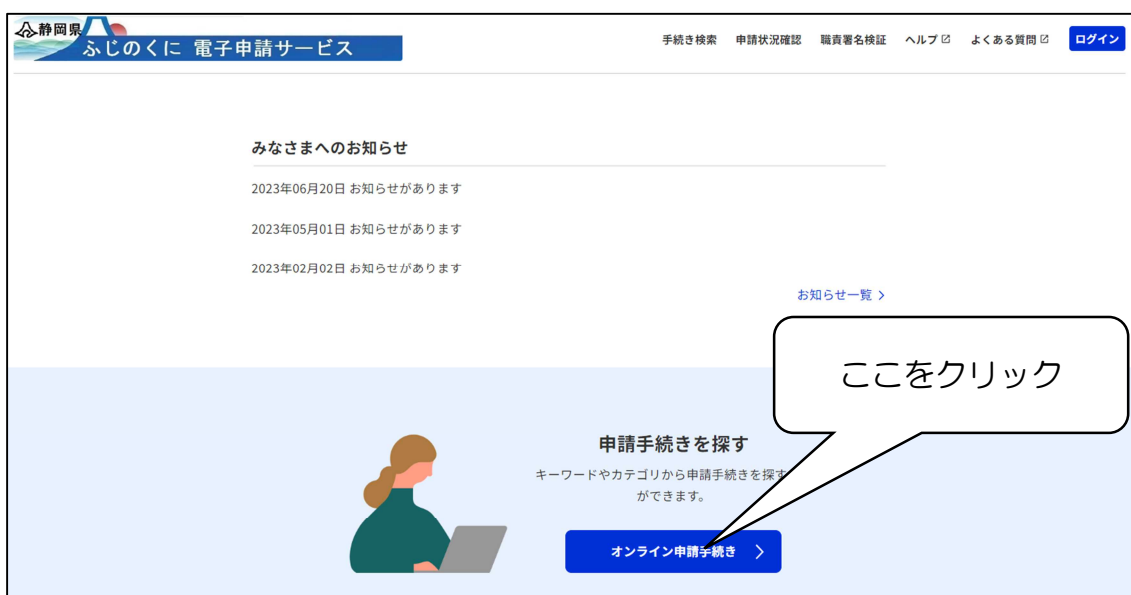 静岡県
ふじのくに 電子申請サービス
手続き検索 申請状況確認 職責署名検証 ヘルプ よくある質問 ログイン
みなさまへのお知らせ
2023年06月20日 お知らせがあります
2023年05月01日 お知らせがあります
2023年02月02日 お知らせがあります
お知らせ一覧
ここをクリック
申請手続きを探す
キーワードやカテゴリから申請手続きを探す
ができます。
オンライン申請手続き